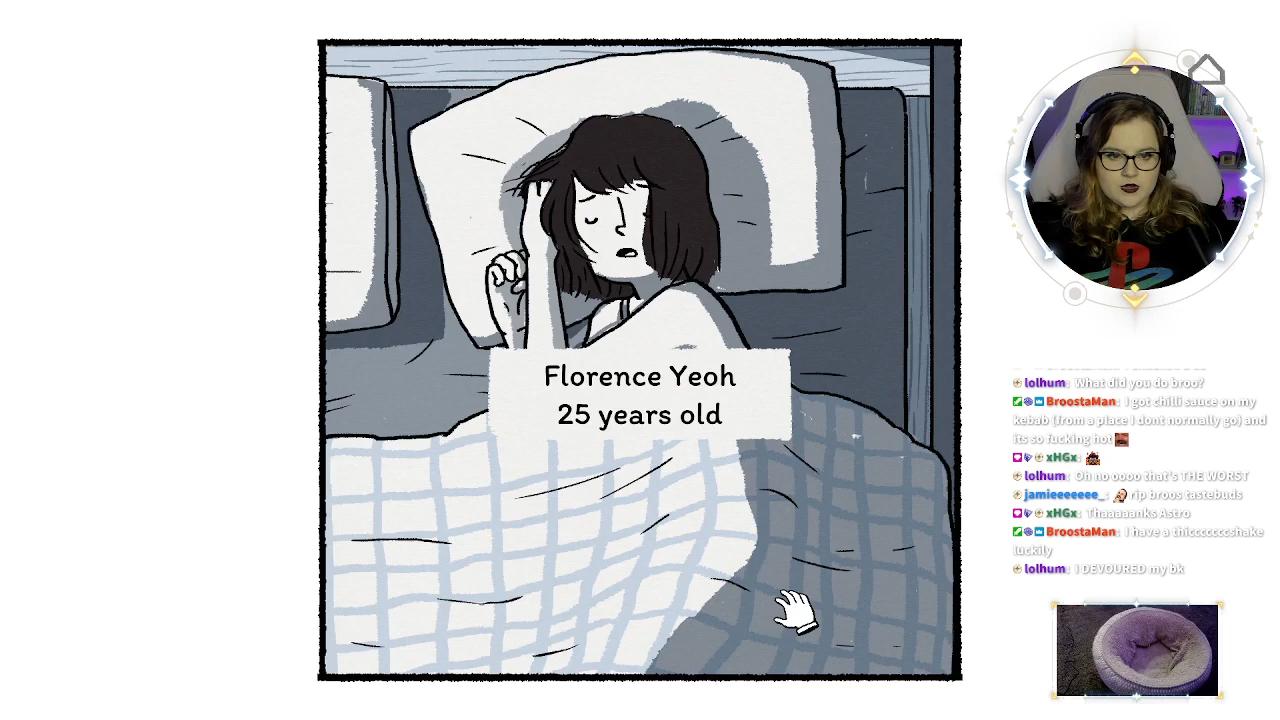 Florence Yeoh
25 years old
lolhum: What did you do broo?
BroostaMan: I got chilli sauce on my
kebab (from a place I dont normally go) and
its so fucking hot
xHGx:
lolhum: Oh no oooo that's THE WORST
jamieeeeeee_: rip broos tastebuds
xHGx: Thaaaaanks Astro
BroostaMan: I have a thicccccccshake
luckily
lolhum: I DEVOURED my bk